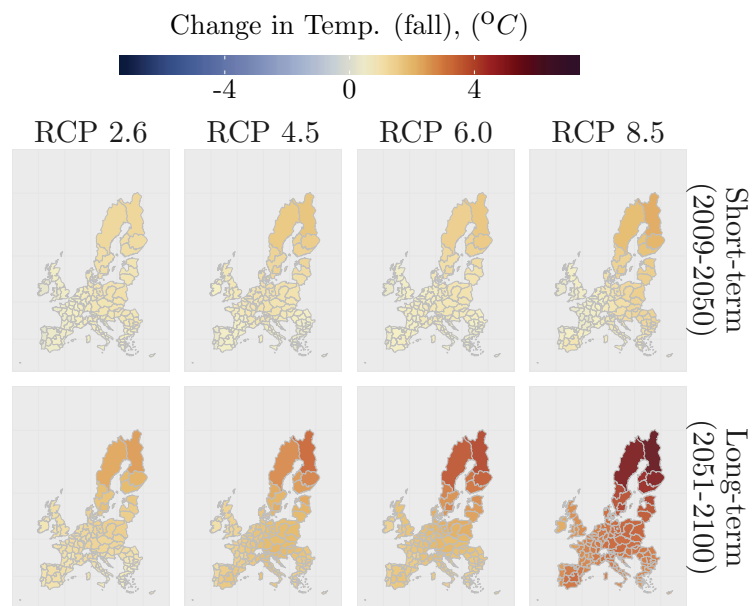 Change in Temp. (fall), (°C)
-4 0 4
RCP 2.6 RCP 4.5 RCP 6.0 RCP 8.5
Short-term
(2009-2050)
Long-term
(2051-2100)